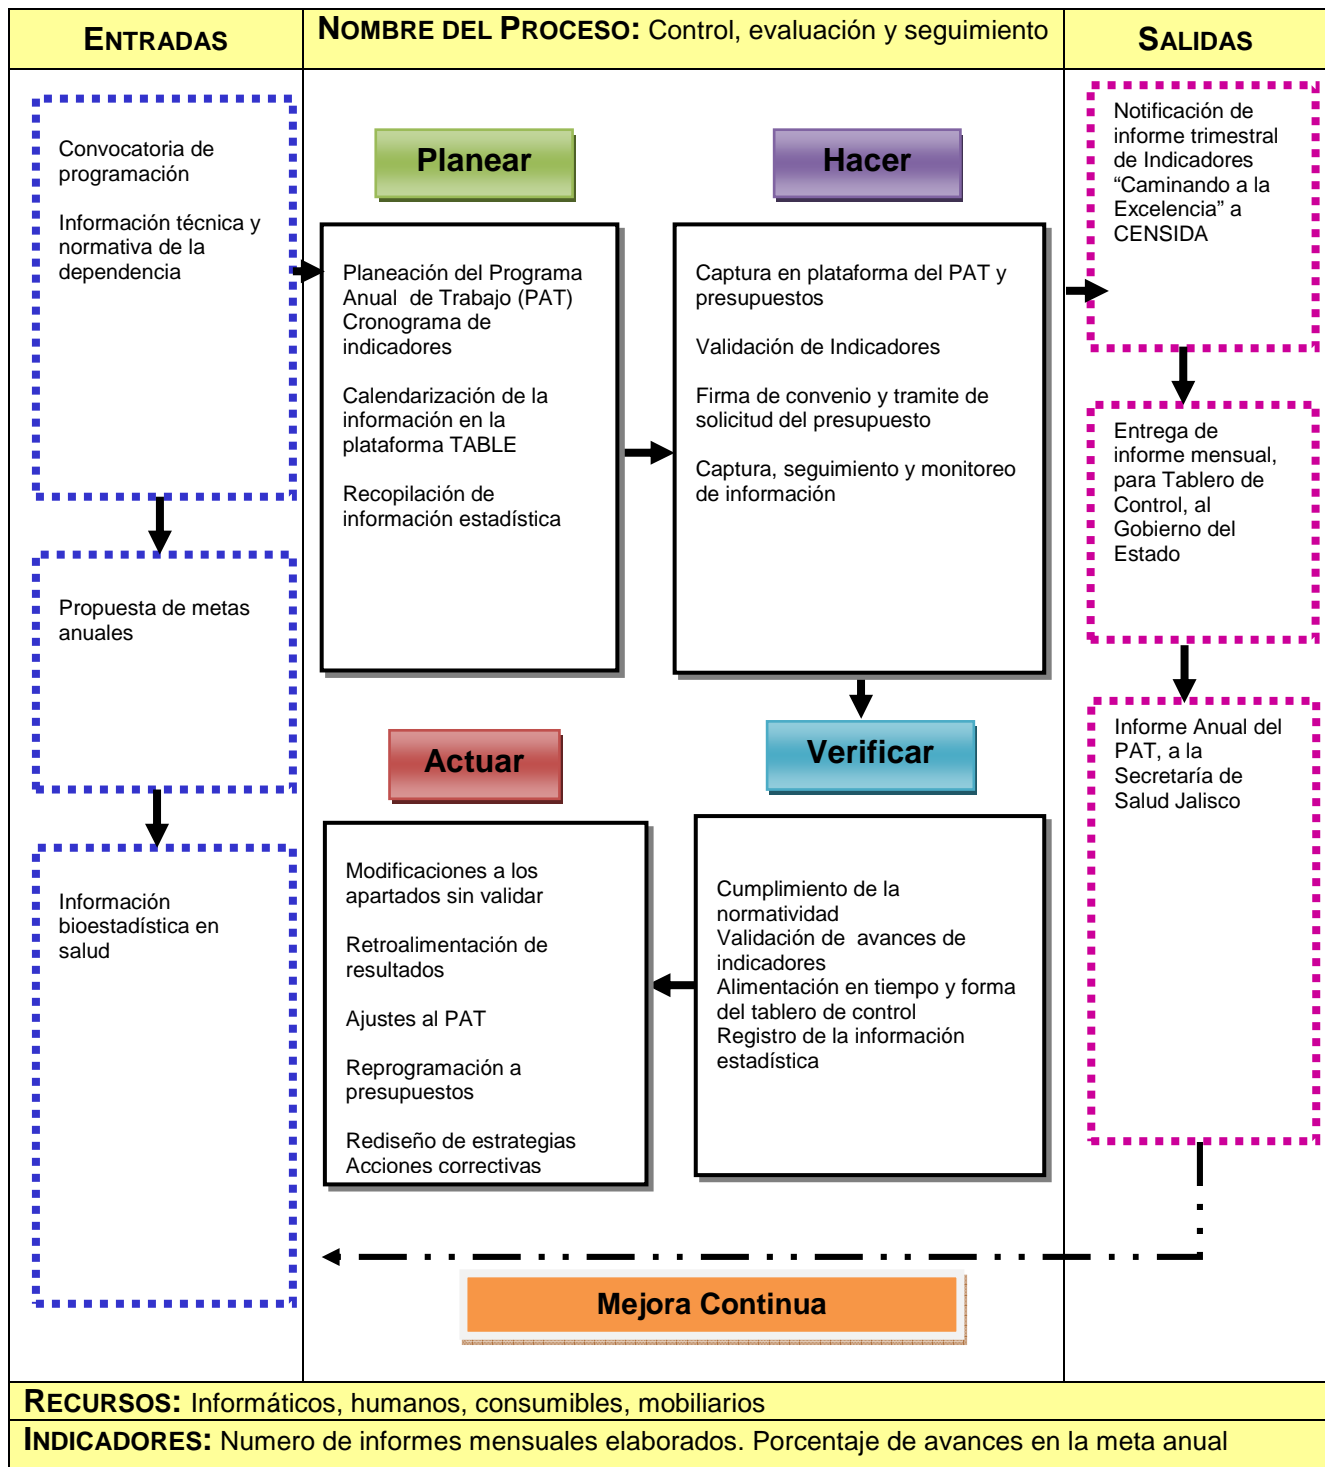 ENTRADAS
NOMBRE DEL PROCESO: Control, evaluación y seguimiento
SALIDAS
Convocatoria de
programación
Información técnica y
normativa de la
dependencia
Propuesta de metas
anuales
Información
bioestadística en
salud
Planear
Planeación del Programa
Anual de Trabajo (PAT)
Cronograma de
indicadores
Calendarización de la
información en la
plataforma TABLE
Recopilación de
información estadística
Hacer
Captura en plataforma del PAT y
presupuestos
Validación de Indicadores
Firma de convenio y tramite de
solicitud del presupuesto
Captura, seguimiento y monitoreo
de información
Verificar
Cumplimiento de la
normatividad
Validación de avances de
indicadores
Alimentación en tiempo y forma
del tablero de control
Registro de la información
estadística
Actuar
Modificaciones a los
apartados sin validar
Retroalimentación de
resultados
Ajustes al PAT
Reprogramación a
presupuestos
Rediseño de estrategias
Acciones correctivas
Notificación de
informe trimestral
de Indicadores
“Caminando a la
Excelencia” a
CENSIDA
Entrega de
informe mensual,
para Tablero de
Control, al
Gobierno del
Estado
Informe Anual del
PAT, a la
Secretaría de
Salud Jalisco
Mejora Continua
RECURSOS: Informáticos, humanos, consumibles, mobiliarios
INDICADORES: Numero de informes mensuales elaborados. Porcentaje de avances en la meta anual